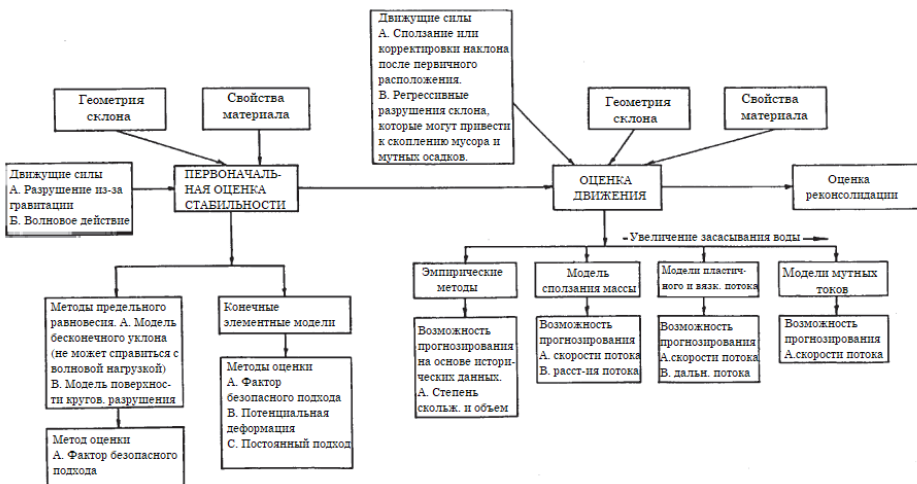 Движущие силы
А. Сползание или
корректировки наклона
после первичного
расположения.
В. Регрессивные
разрушения склона,
которые могут привести
к скоплению мусора и
мутных осадков.
Геометрия
склона
Свойства
материала
Геометрия
склона
Свойства
материала
Движущие силы
А. Разрушение из-за
гравитации
Б. Волновое действие
ПЕРВОНАЧАЛЬ-
НАЯ ОЦЕНКА
СТАБИЛЬНОСТИ
ОЦЕНКА
ДВИЖЕНИЯ
Оценка
реконсолидации
Увеличение засасывания воды
Эмпирические
методы
Модель
сползания массы
Модели пластич-
ного и вязк. потока
Модели мутных
токов
Методы предельного
равновесия. А. Модель
бесконечного уклона
(не может справиться с
волновой нагрузкой)
В. Модель поверхнос-
ти кругов. разрушения
Конечные
элементные модели
Возможность
прогнозирования
на основе историч-
ческих данных.
А. Степень
скольж. и объем
Возможность
прогнозирования
А. скорости потока
В. расст-ия потока
Возможность
прогнозирования
А.скорости потока
В. дальн. потока
Возможность
прогнозирования
А.скорости потока
Методы оценки
А. Фактор
безопасного подхода
В. Потенциальная
деформация
С. Постоянный подход
Метод оценки
А. Фактор безопасного
подхода